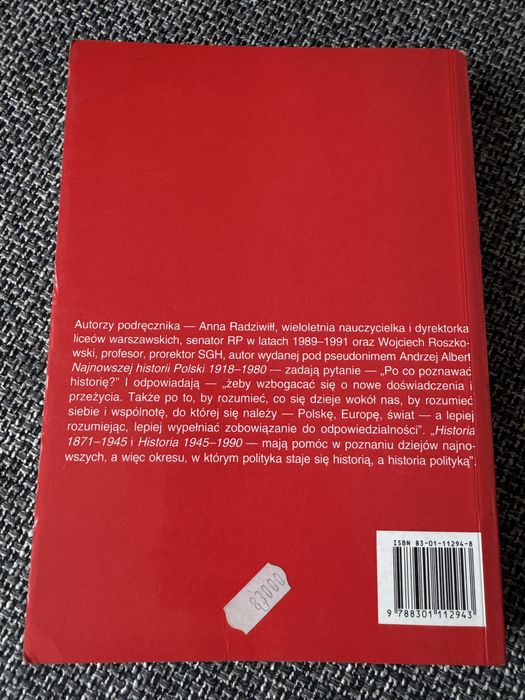 Autorzy podręcznika — Anna Radziwiłł, wieloletnia nauczycielka i dyrektorka
liceów warszawskich, senator RP w latach 1989–1991 oraz Wojciech Roszko-
wski, profesor, prorektor SGH, autor wydanej pod pseudonimem Andrzej Albert
Najnowszej historii Polski 1918–1980 — zadają pytanie — „Po co poznawać
historię?” I odpowiadają — „żeby wzbogacać się o nowe doświadczenia i
przeżycia. Także po to, by rozumieć, co się dzieje wokół nas, by rozumieć
siebie i wspólnotę, do której się należy — Polskę, Europę, świat — a lepiej
rozumiejąc, lepiej wypełniać zobowiązanie do odpowiedzialności”. „Historia
1871–1945 i Historia 1945–1990 — mają pomóc w poznaniu dziejów najno-
wszych, a więc okresu, w którym polityka staje się historią, a historia polityką”.
ISBN 83-01-11294-8
9 788301 112943